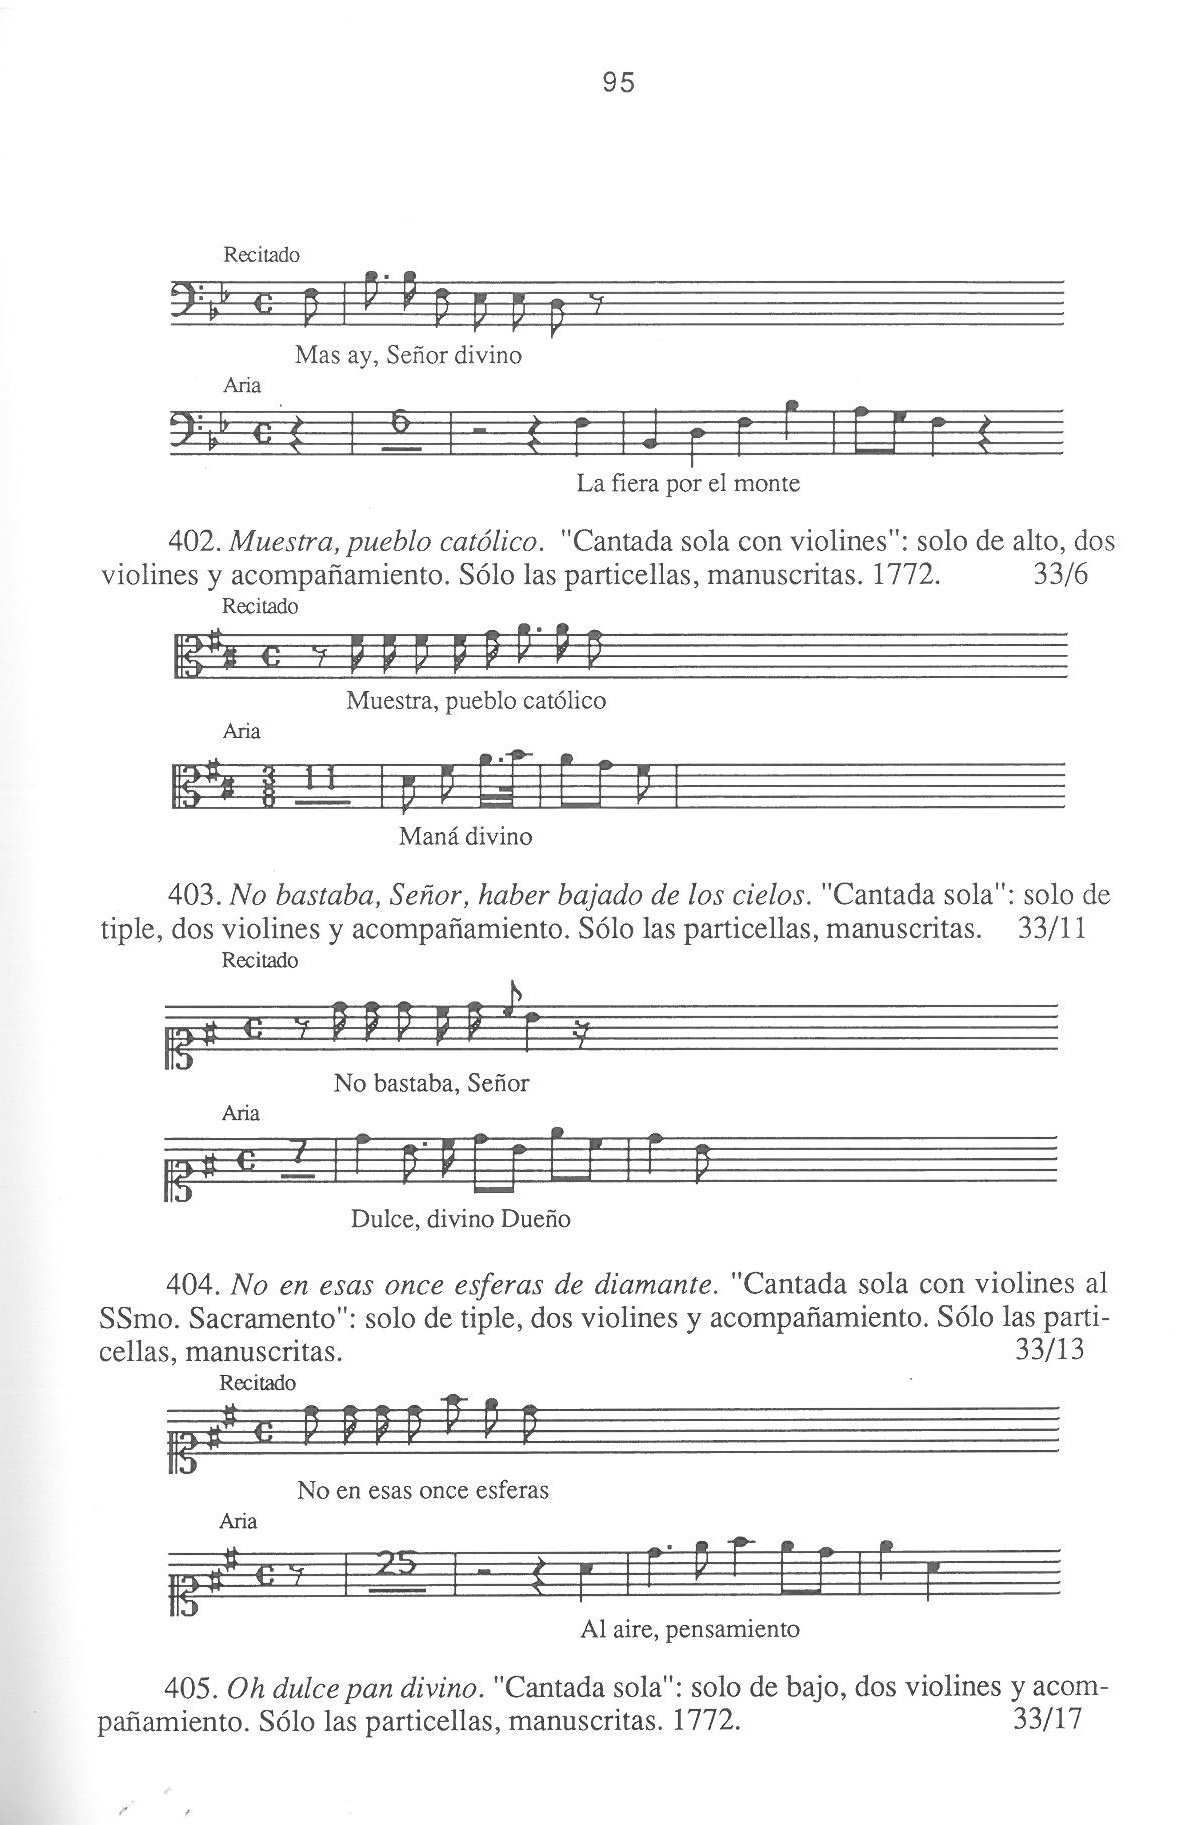 95
Recitado
Mas ay, Señor divino
Aria
6
La fiera por el monte
402. Muestra, pueblo católico. "Cantada sola con violines": solo de alto, dos
violines y acompañamiento. Sólo las particellas, manuscritas. 1772. 33/6
Recitado
Muestra, pueblo católico
Aria
3 8 11
Maná divino
403. No bastaba, Señor, haber bajado de los cielos. "Cantada sola": solo de
tiple, dos violines y acompañamiento. Sólo las particellas, manuscritas. 33/11
Recitado
No bastaba, Señor
Aria
7
Dulce, divino Dueño
404. No en esas once esferas de diamante. "Cantada sola con violines al
SSmo. Sacramento": solo de tiple, dos violines y acompañamiento. Sólo las parti-
cellas, manuscritas. 33/13
Recitado
No en esas once esferas
Aria
25
Al aire, pensamiento
405. Oh dulce pan divino. "Cantada sola": solo de bajo, dos violines y acom-
pañamiento. Sólo las particellas, manuscritas. 1772. 33/17